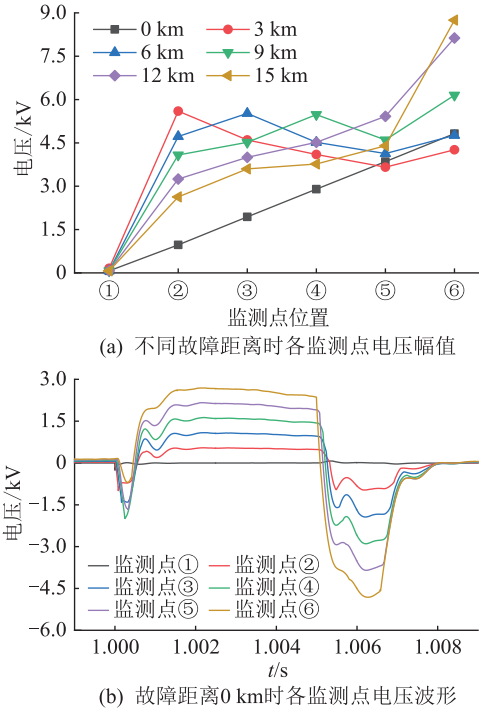 9.0
7.5
6.0
4.5
3.0
1.5
0
电压/kV
0 km 3 km
6 km 9 km
12 km 15 km
① ② ③ ④ ⑤ ⑥
监测点位置
(a) 不同故障距离时各监测点电压幅值
3.0
1.5
0
−1.5
−3.0
−4.5
−6.0
电压/kV
监测点① 监测点②
监测点③ 监测点④
监测点⑤ 监测点⑥
1.000 1.002 1.004 1.006 1.008
t/s
(b) 故障距离0 km时各监测点电压波形